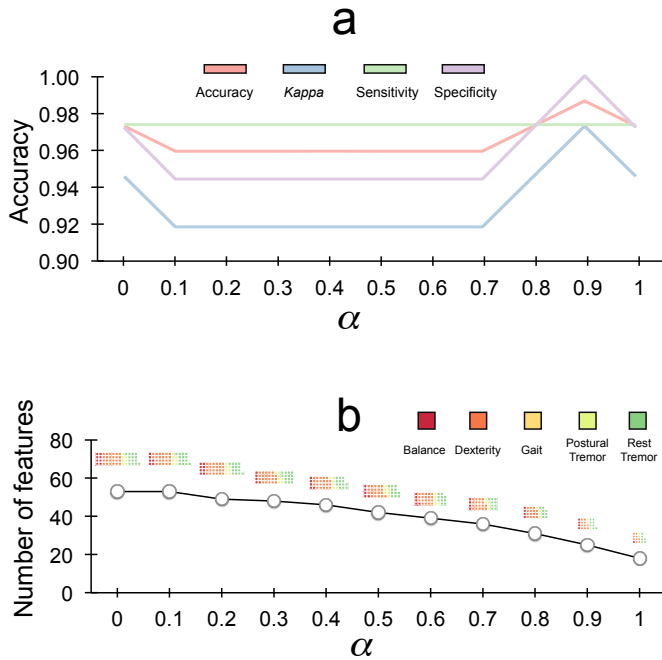 a
Accuracy Kappa Sensitivity Specificity
Accuracy
1.00
0.98
0.96
0.94
0.92
0.90
0 0.1 0.2 0.3 0.4 0.5 0.6 0.7 0.8 0.9 1
α
b
Balance Dexterity Gait Postural Tremor Rest Tremor
Number of features
80
60
40
20
0
0 0.1 0.2 0.3 0.4 0.5 0.6 0.7 0.8 0.9 1
α